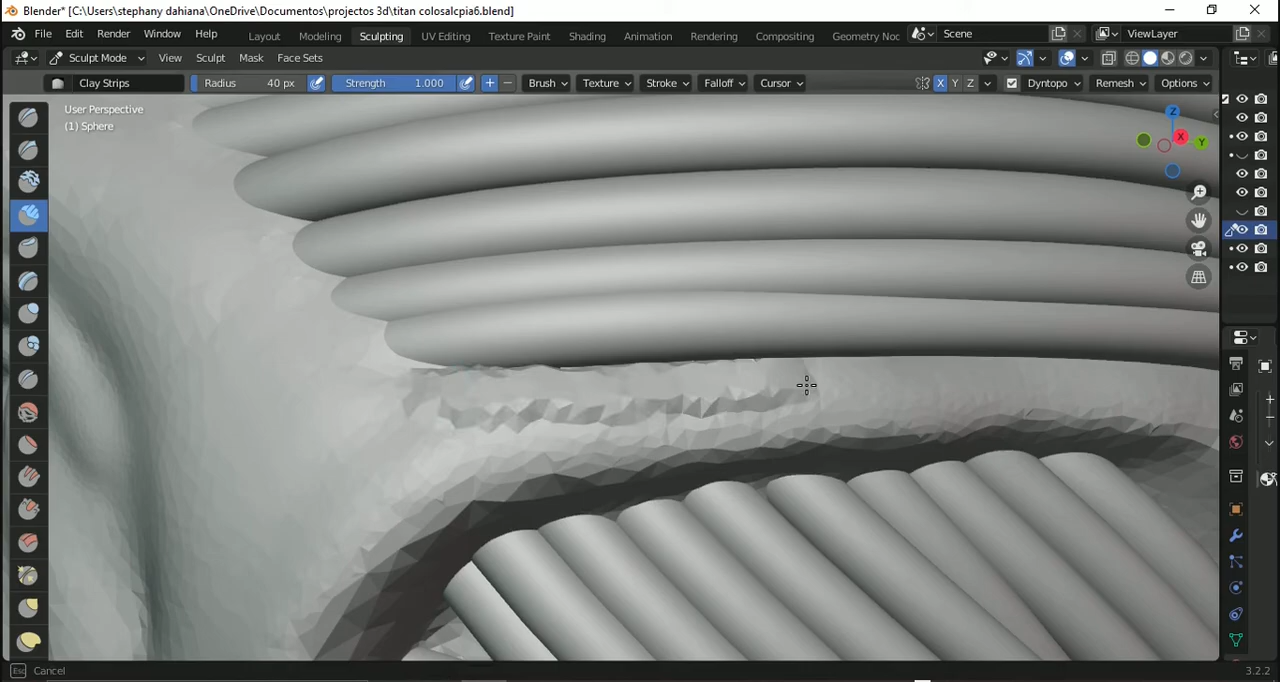 Blender* [C:\Users\stephany dahiana\OneDrive\Documentos\projectos 3d\titan colosalcpia6.blend]
File Edit Render Window Help Layout Modeling Sculpting UV Editing Texture Paint Shading Animation Rendering Compositing Geometry Noc Scene ViewLayer
Sculpt Mode View Sculpt Mask Face Sets
Clay Strips Radius 40 px Strength 1.000 Brush Texture Stroke Falloff Cursor X Y Z Dyntopo Remesh Options
User Perspective
(1) Sphere
Z
X
Y
Esc Cancel 3.2.2